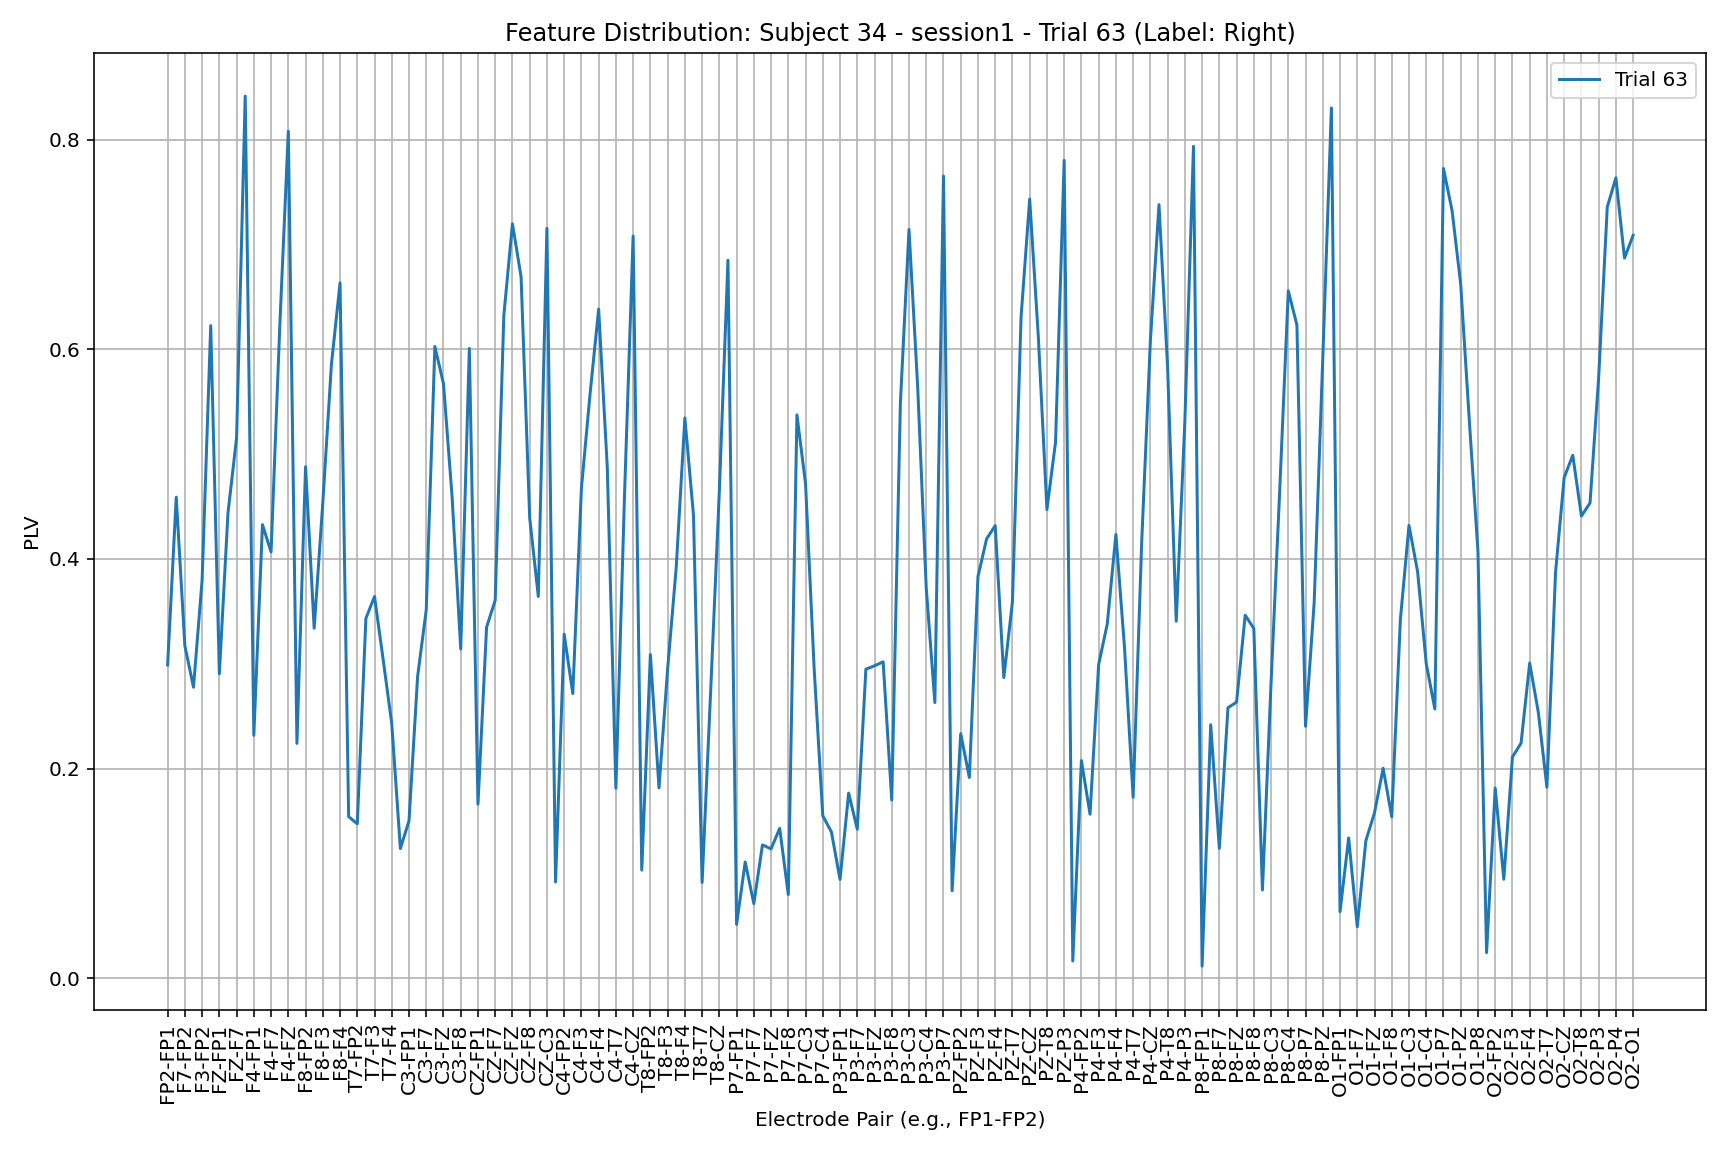 Feature Distribution: Subject 34 - session1 - Trial 63 (Label: Right)
Trial 63
PLV
0.8
0.6
0.4
0.2
0.0
FP2-FP1
F7-FP2
F3-FP2
FZ-FP1
FZ-F7
F4-FP1
F4-F7
F4-FZ
F8-FP2
F8-F3
F8-F4
T7-FP2
T7-F3
T7-F4
C3-FP1
C3-F7
C3-FZ
C3-F8
CZ-FP1
CZ-F7
CZ-FZ
CZ-F8
CZ-C3
C4-FP2
C4-F3
C4-F4
C4-T7
C4-CZ
T8-FP2
T8-F3
T8-F4
T8-T7
T8-CZ
P7-FP1
P7-F7
P7-FZ
P7-F8
P7-C3
P7-C4
P3-FP1
P3-F7
P3-FZ
P3-F8
P3-C3
P3-C4
P3-P7
PZ-FP2
PZ-F3
PZ-F4
PZ-T7
PZ-CZ
PZ-T8
PZ-P3
P4-FP2
P4-F3
P4-F4
P4-T7
P4-CZ
P4-T8
P4-P3
P8-FP1
P8-F7
P8-FZ
P8-F8
P8-C3
P8-C4
P8-P7
P8-PZ
O1-FP1
O1-F7
O1-FZ
O1-F8
O1-C3
O1-C4
O1-P7
O1-PZ
O1-P8
O2-FP2
O2-F3
O2-F4
O2-T7
O2-CZ
O2-T8
O2-P3
O2-P4
O2-O1
Electrode Pair (e.g., FP1-FP2)